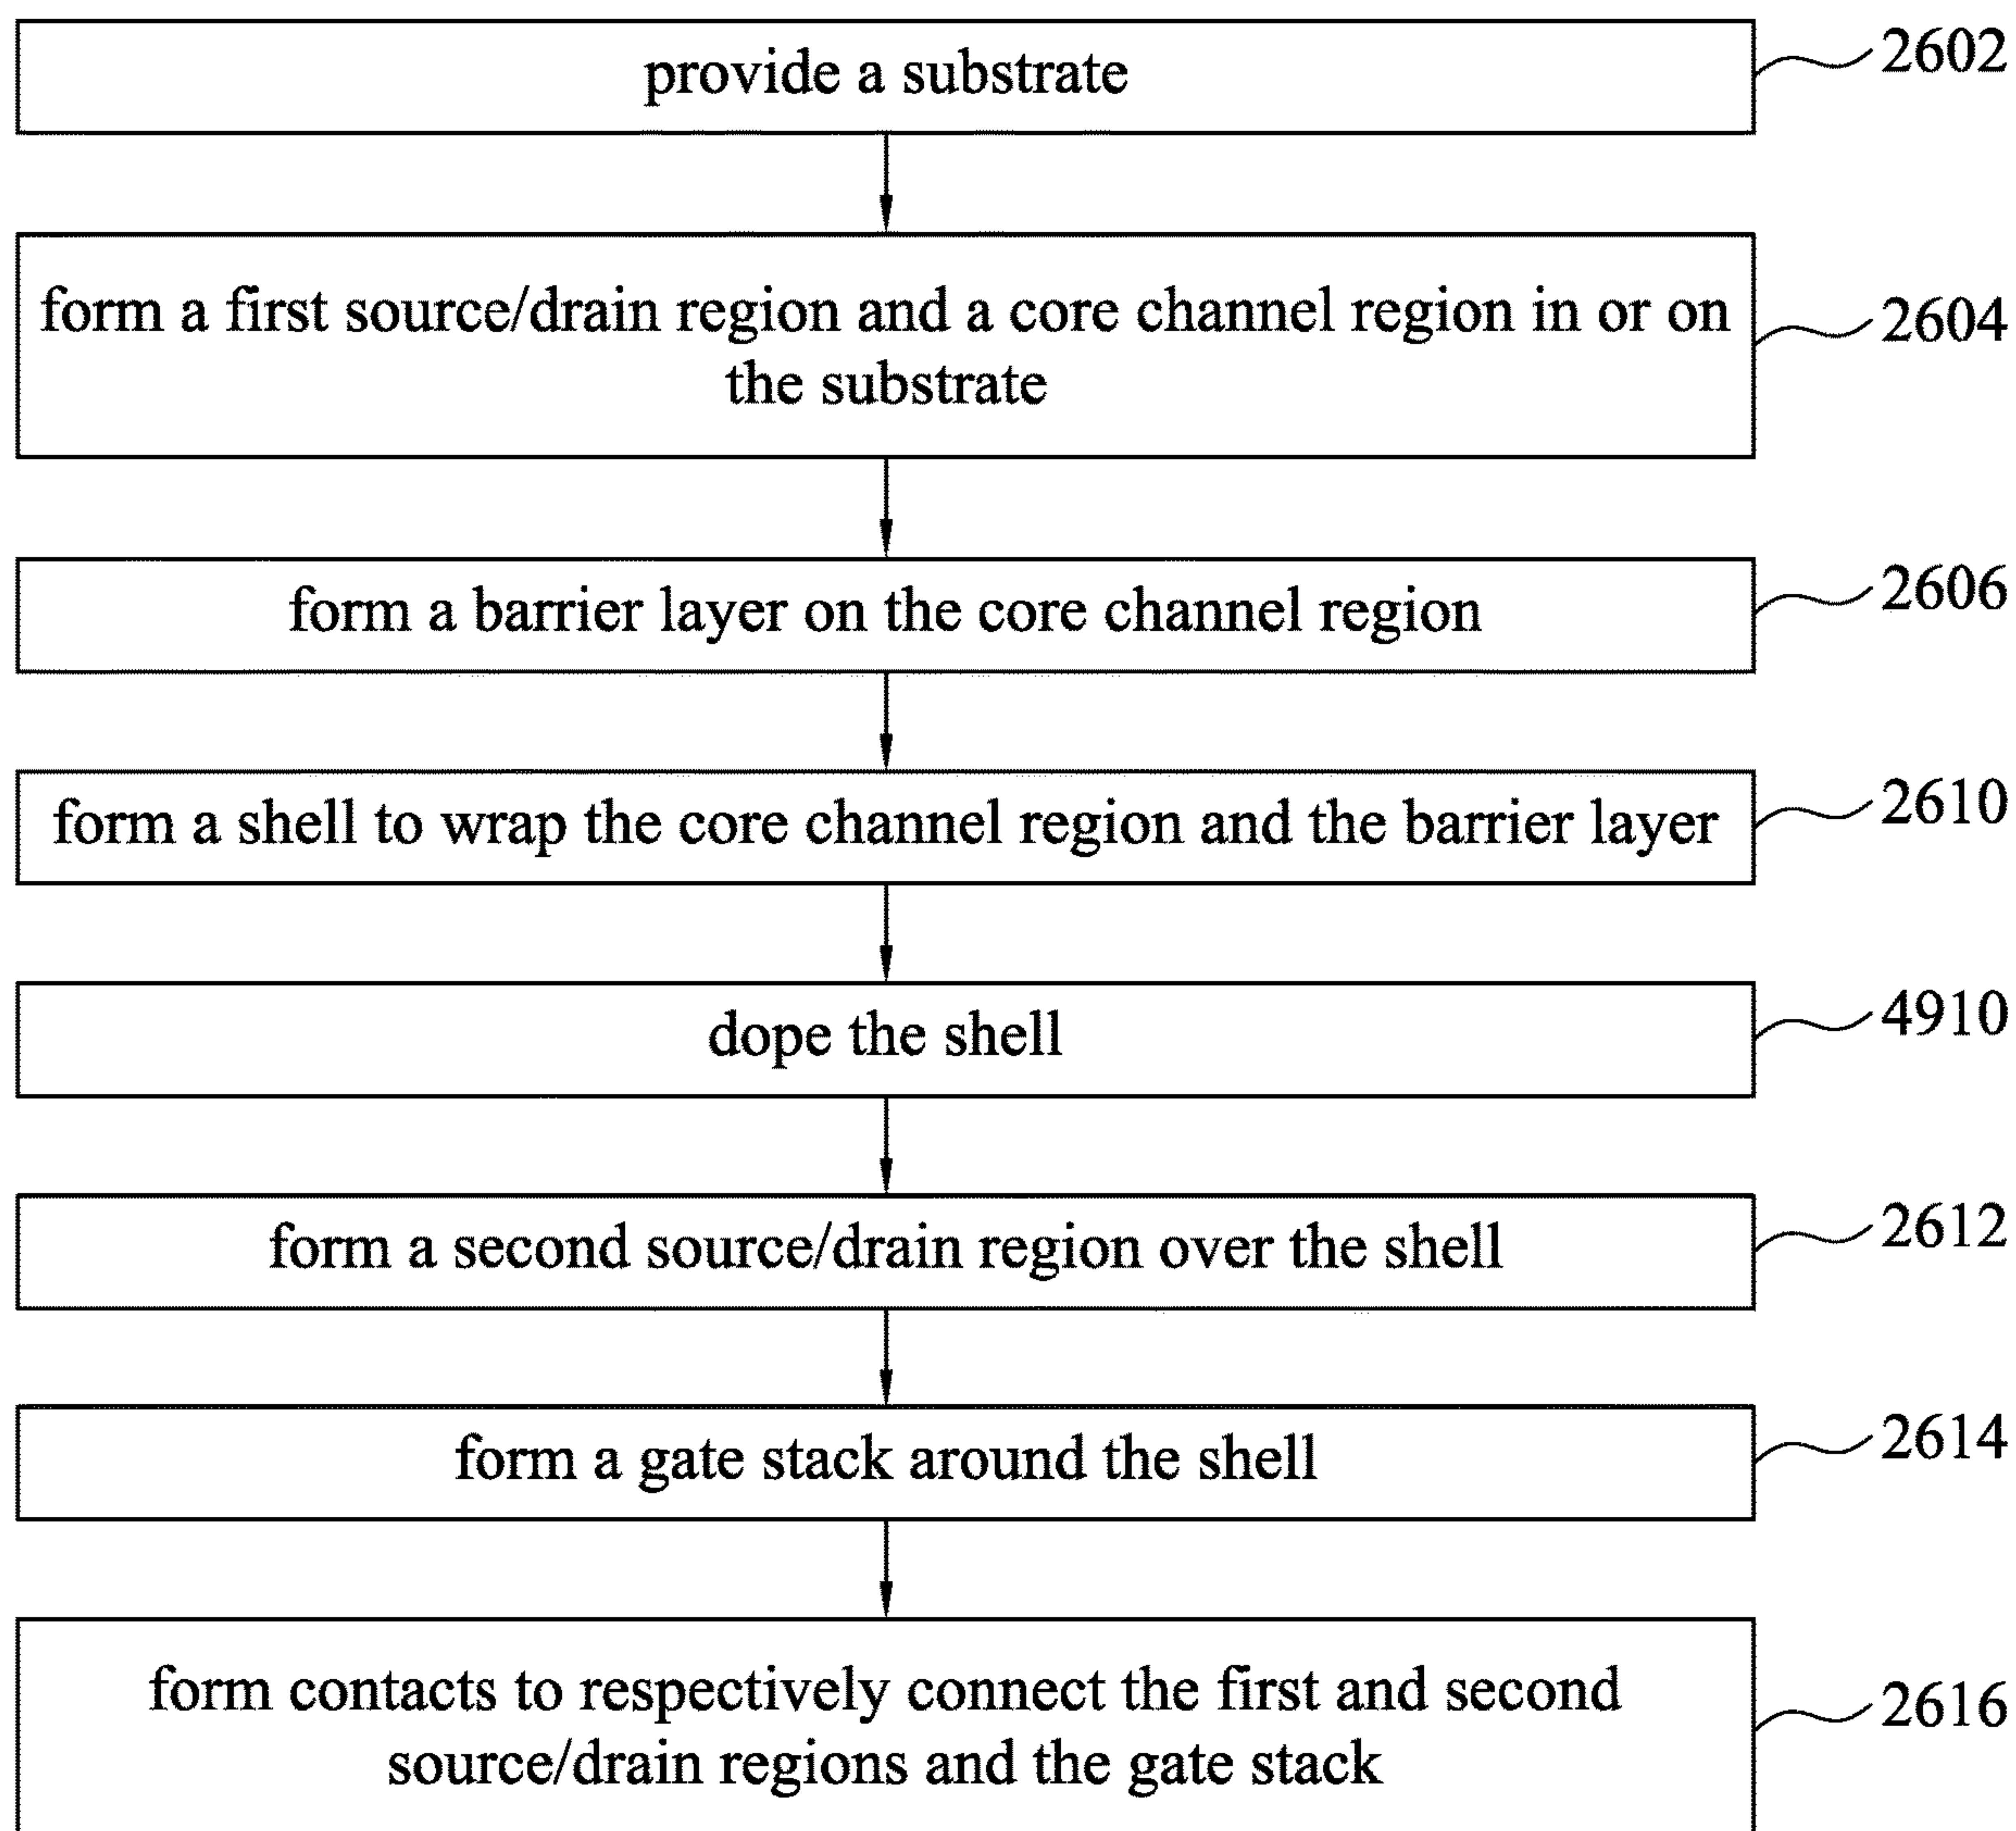 provide a substrate
2602
form a first source/drain region and a core channel region in or on
the substrate
2604
form a barrier layer on the core channel region
2606
form a shell to wrap the core channel region and the barrier layer
2610
dope the shell
4910
form a second source/drain region over the shell
2612
form a gate stack around the shell
2614
form contacts to respectively connect the first and second
source/drain regions and the gate stack
2616